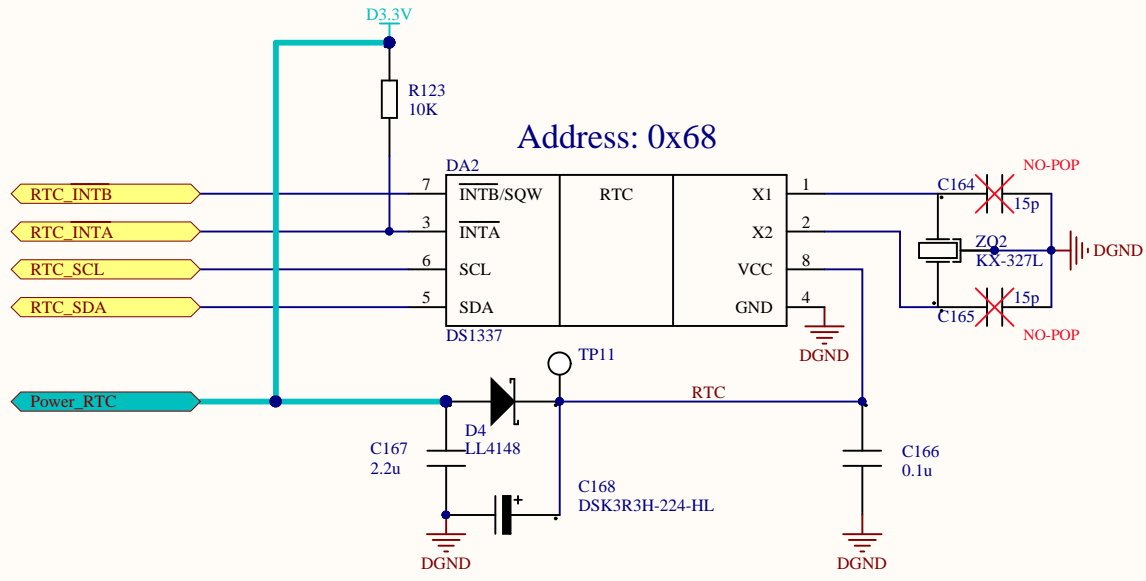 D3.3V
R123
10K
Address: 0x68
DA2
NO-POP
RTC_INTB
7
INTB/SQW
RTC
X1
1
C164
15p
RTC_INTA
3
INTA
X2
2
ZQ2
KX-327L
DGND
RTC_SCL
6
SCL
VCC
8
RTC_SDA
5
SDA
GND
4
15p
C165
DS1337
DGND
NO-POP
TP11
Power_RTC
RTC
D4
LL4148
C167
2.2u
C166
0.1u
C168
DSK3R3H-224-HL
+
DGND
DGND